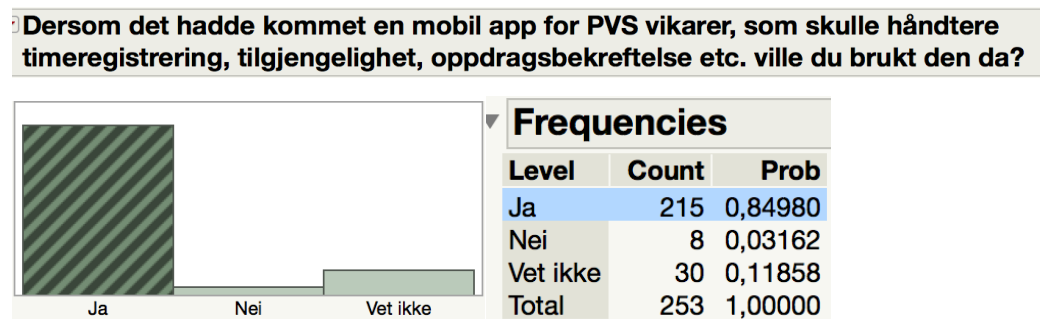 Dersom det hadde kommet en mobil app for PVS vikarer, som skulle håndtere
timeregistrering, tilgjengelighet, oppdragsbekreftelse etc. ville du brukt den da?
Ja Nei Vet ikke
Frequencies
Level Count Prob
Ja 215 0,84980
Nei 8 0,03162
Vet ikke 30 0,11858
Total 253 1,00000